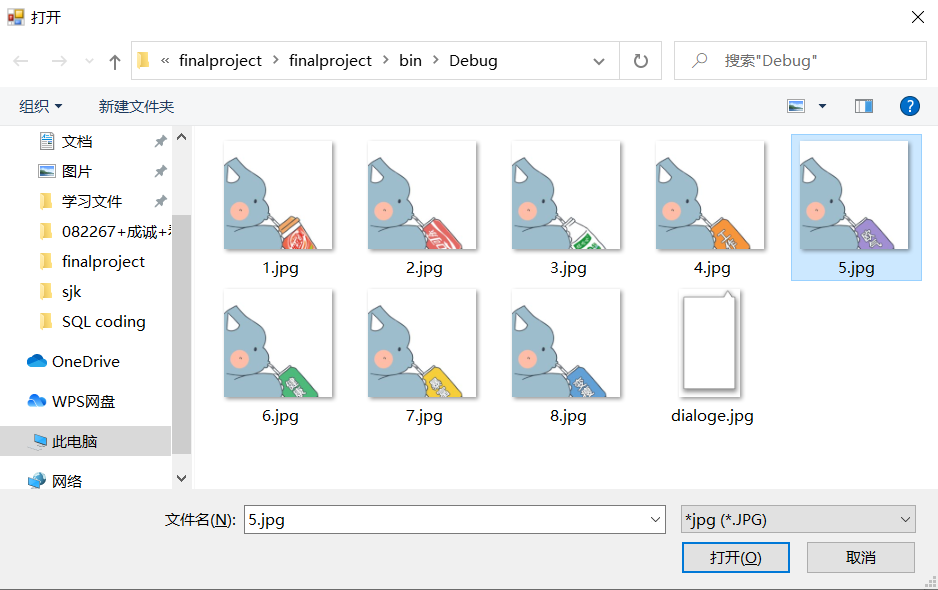 打开
« finalproject › finalproject › bin › Debug
搜索"Debug"
组织
新建文件夹
文档
图片
学习文件
082267+成诚+
finalproject
sjk
SQL coding
OneDrive
WPS网盘
此电脑
网络
1.jpg
2.jpg
3.jpg
4.jpg
5.jpg
6.jpg
7.jpg
8.jpg
dialoge.jpg
文件名(N):
5.jpg
*jpg (*.JPG)
打开(O)
取消